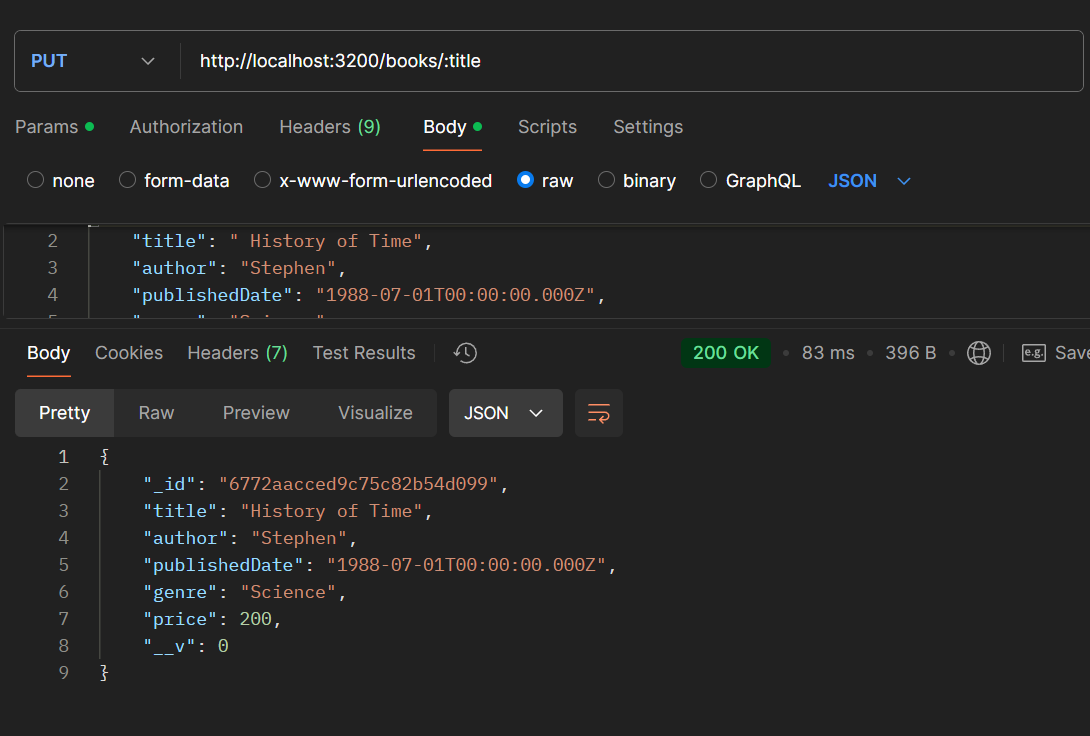 PUT http://localhost:3200/books/:title
Params Authorization Headers (9) Body Scripts Settings
none form-data x-www-form-urlencoded raw binary GraphQL JSON
2 "title": " History of Time",
3 "author": "Stephen",
4 "publishedDate": "1988-07-01T00:00:00.000Z",
Body Cookies Headers (7) Test Results 200 OK 83 ms 396 B e.g. Save
Pretty Raw Preview Visualize JSON
1 {
2 "_id": "6772aacced9c75c82b54d099",
3 "title": "History of Time",
4 "author": "Stephen",
5 "publishedDate": "1988-07-01T00:00:00.000Z",
6 "genre": "Science",
7 "price": 200,
8 "__v": 0
9 }